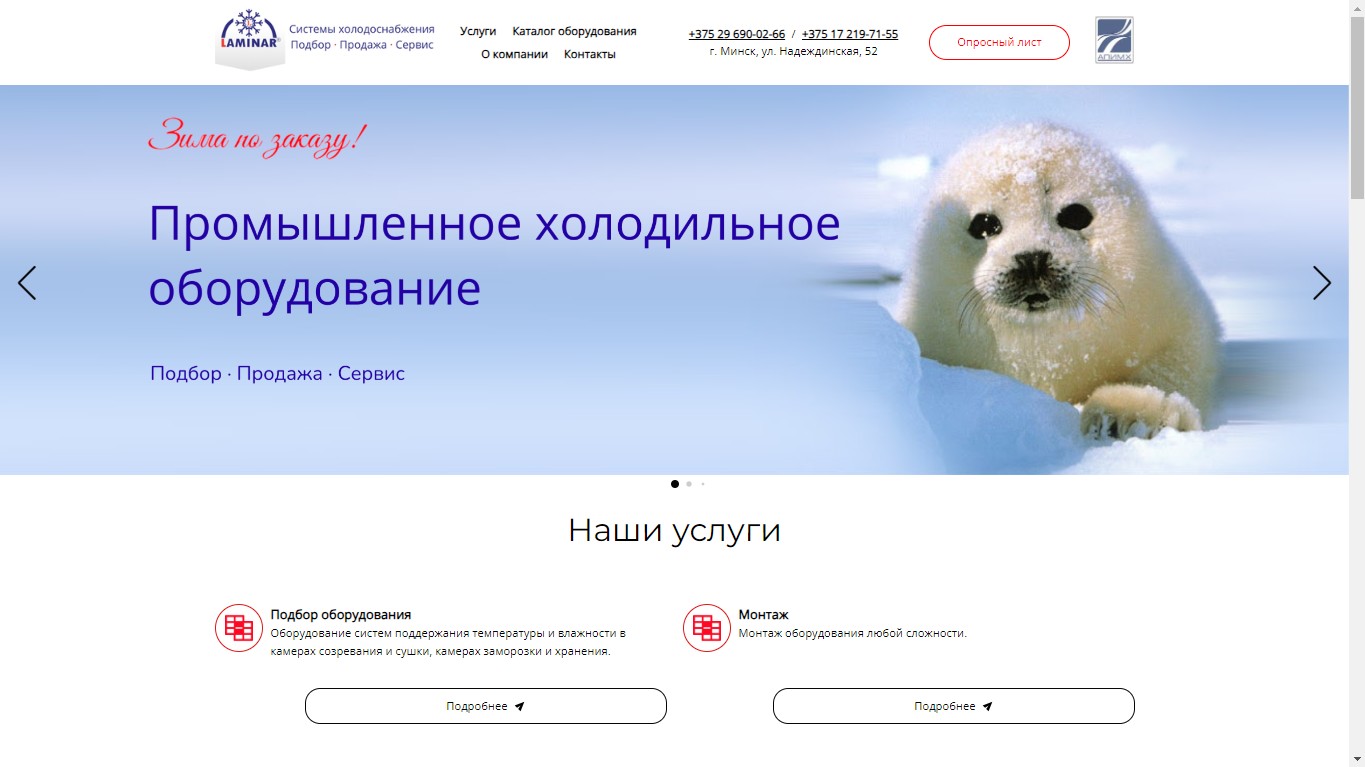 LAMINAR
Системы холодоснабжения
Подбор · Продажа · Сервис
Услуги Каталог оборудования
О компании Контакты
+375 29 690-02-66 / +375 17 219-71-55
г. Минск, ул. Надеждинская, 52
Опросный лист
АПИМХ
Зима по заказу!
Промышленное холодильное
оборудование
Подбор · Продажа · Сервис
Наши услуги
Подбор оборудования
Оборудование систем поддержания температуры и влажности в
камерах созревания и сушки, камерах заморозки и хранения.
Подробнее
Монтаж
Монтаж оборудования любой сложности.
Подробнее